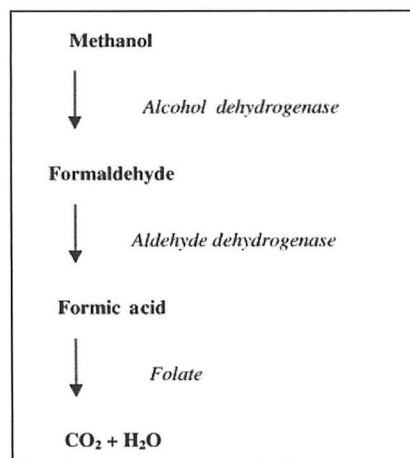 Methanol
Alcohol dehydrogenase
Formaldehyde
Aldehyde dehydrogenase
Formic acid
Folate
CO₂ + H₂O